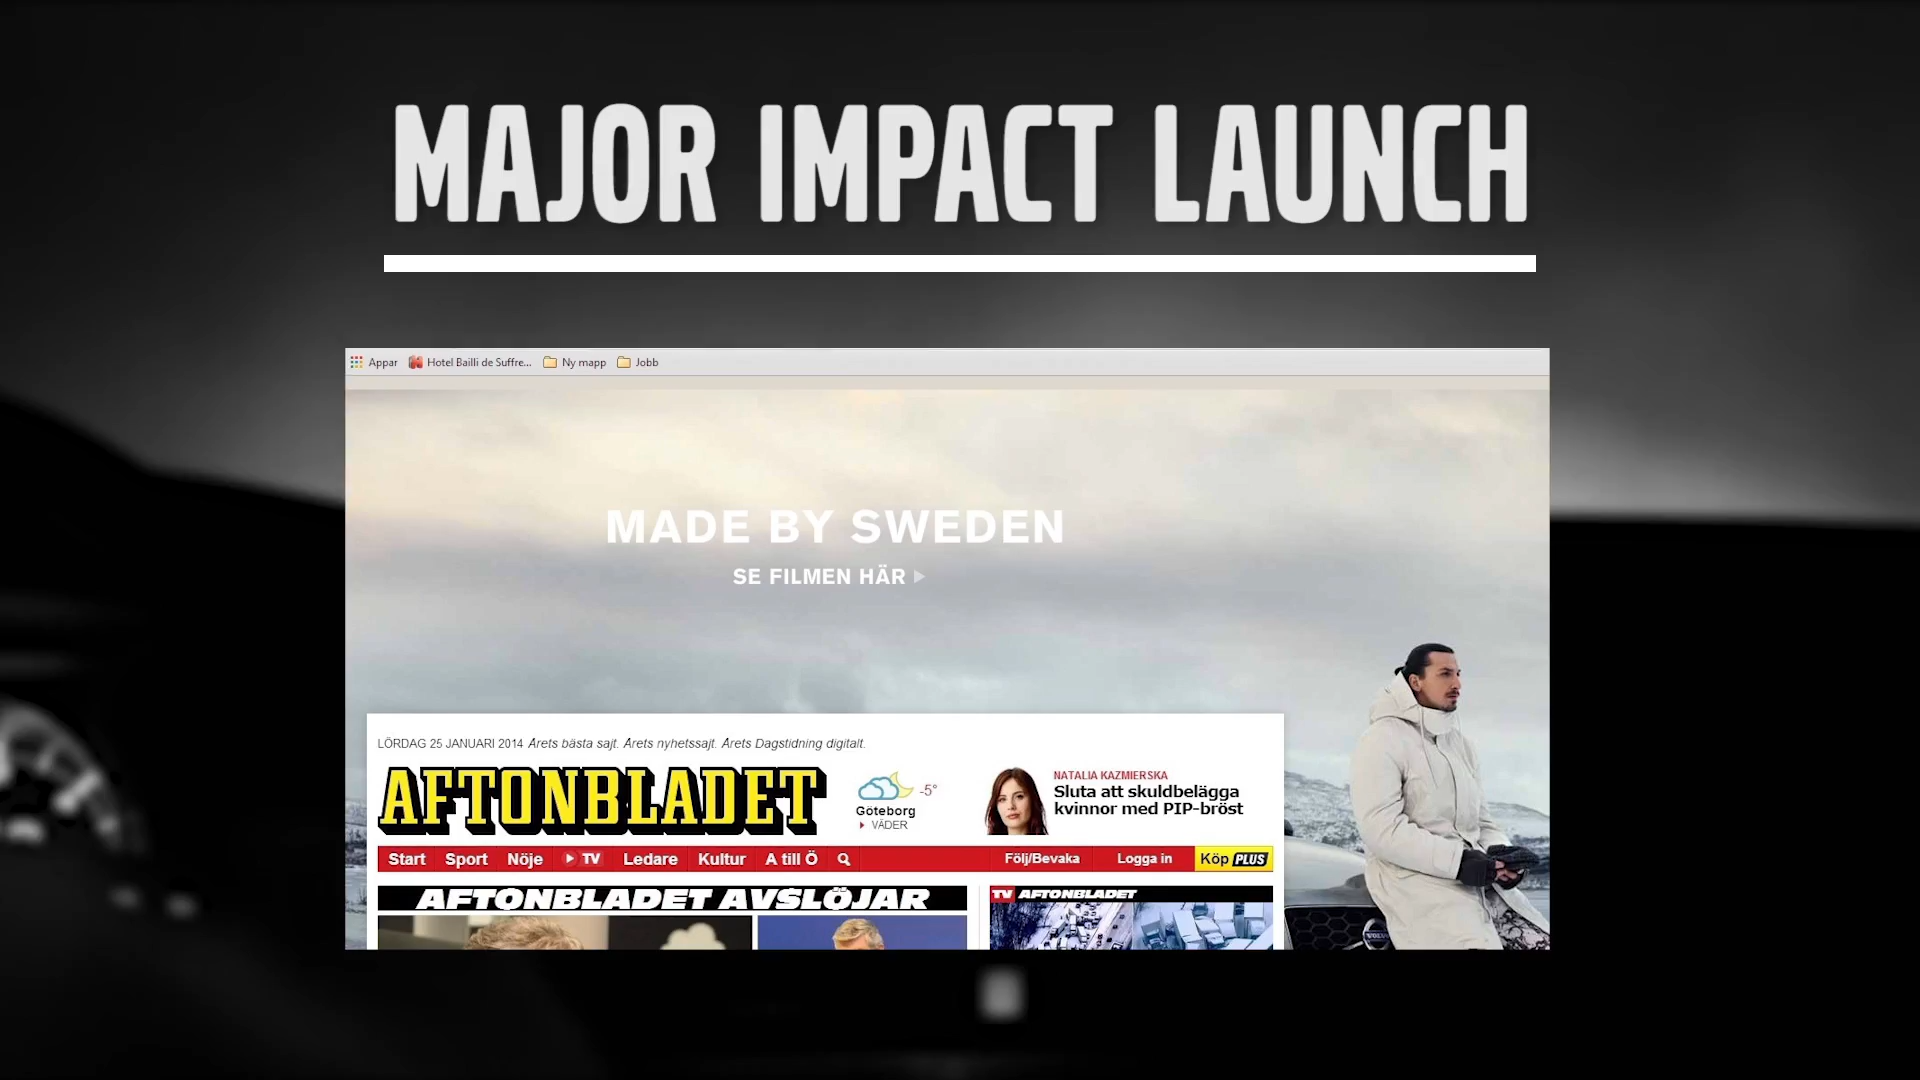 MAJOR IMPACT LAUNCH
Appar Hotel Bailli de Suffre... Ny mapp Jobb
MADE BY SWEDEN
SE FILMEN HÄR
LÖRDAG 25 JANUARI 2014 Årets bästa sajt. Årets nyhetssajt. Årets Dagstidning digitalt.
AFTONBLADET
-5°
Göteborg
VÄDER
NATALIA KAZMIERSKA
Sluta att skuldbelägga
kvinnor med PIP-bröst
Start Sport Nöje TV Ledare Kultur A till Ö Följ/Bevaka Logga in Köp PLUS
AFTONBLADET AVSLÖJAR
TV AFTONBLADET
VOLVO